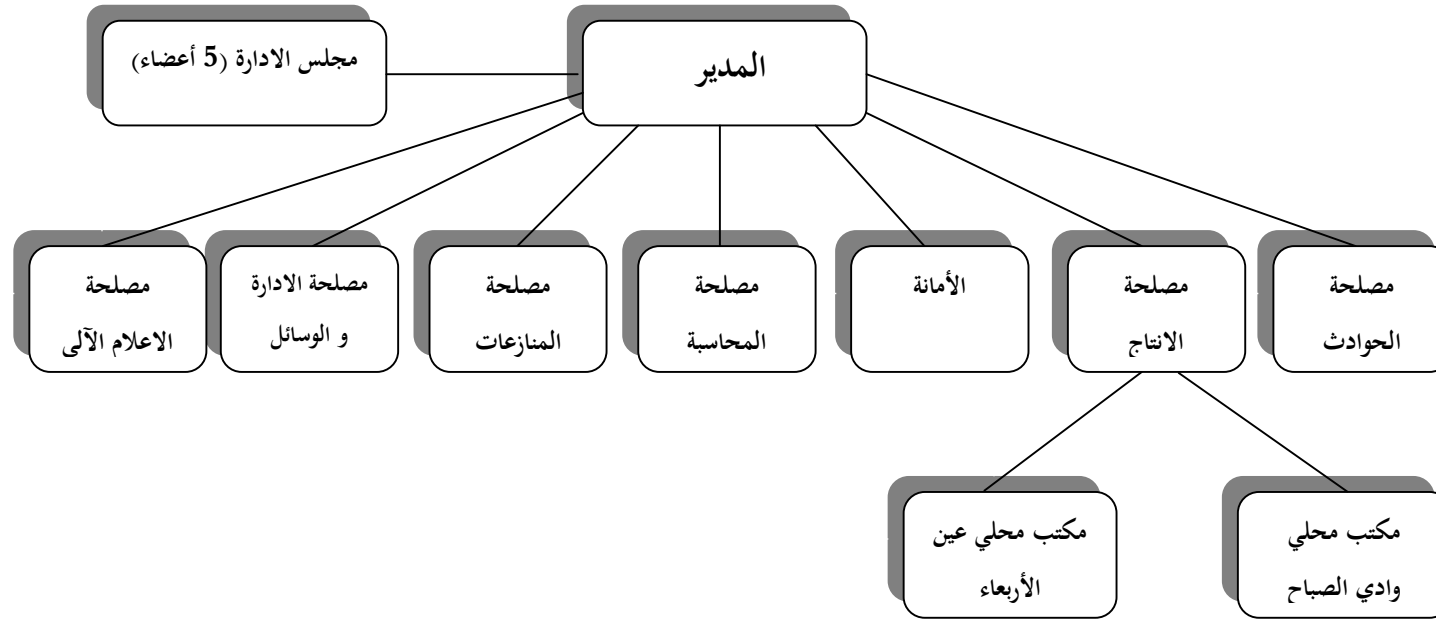 المدير
مجلس الادارة (5 أعضاء)
مصلحة
الحوادث
مصلحة
الانتاج
الأمانة
مصلحة
المحاسبة
مصلحة
المنازعات
مصلحة الادارة
و الوسائل
مصلحة
الاعلام الآلى
مكتب محلي
وادي الصباح
مكتب محلي عين
الأربعاء